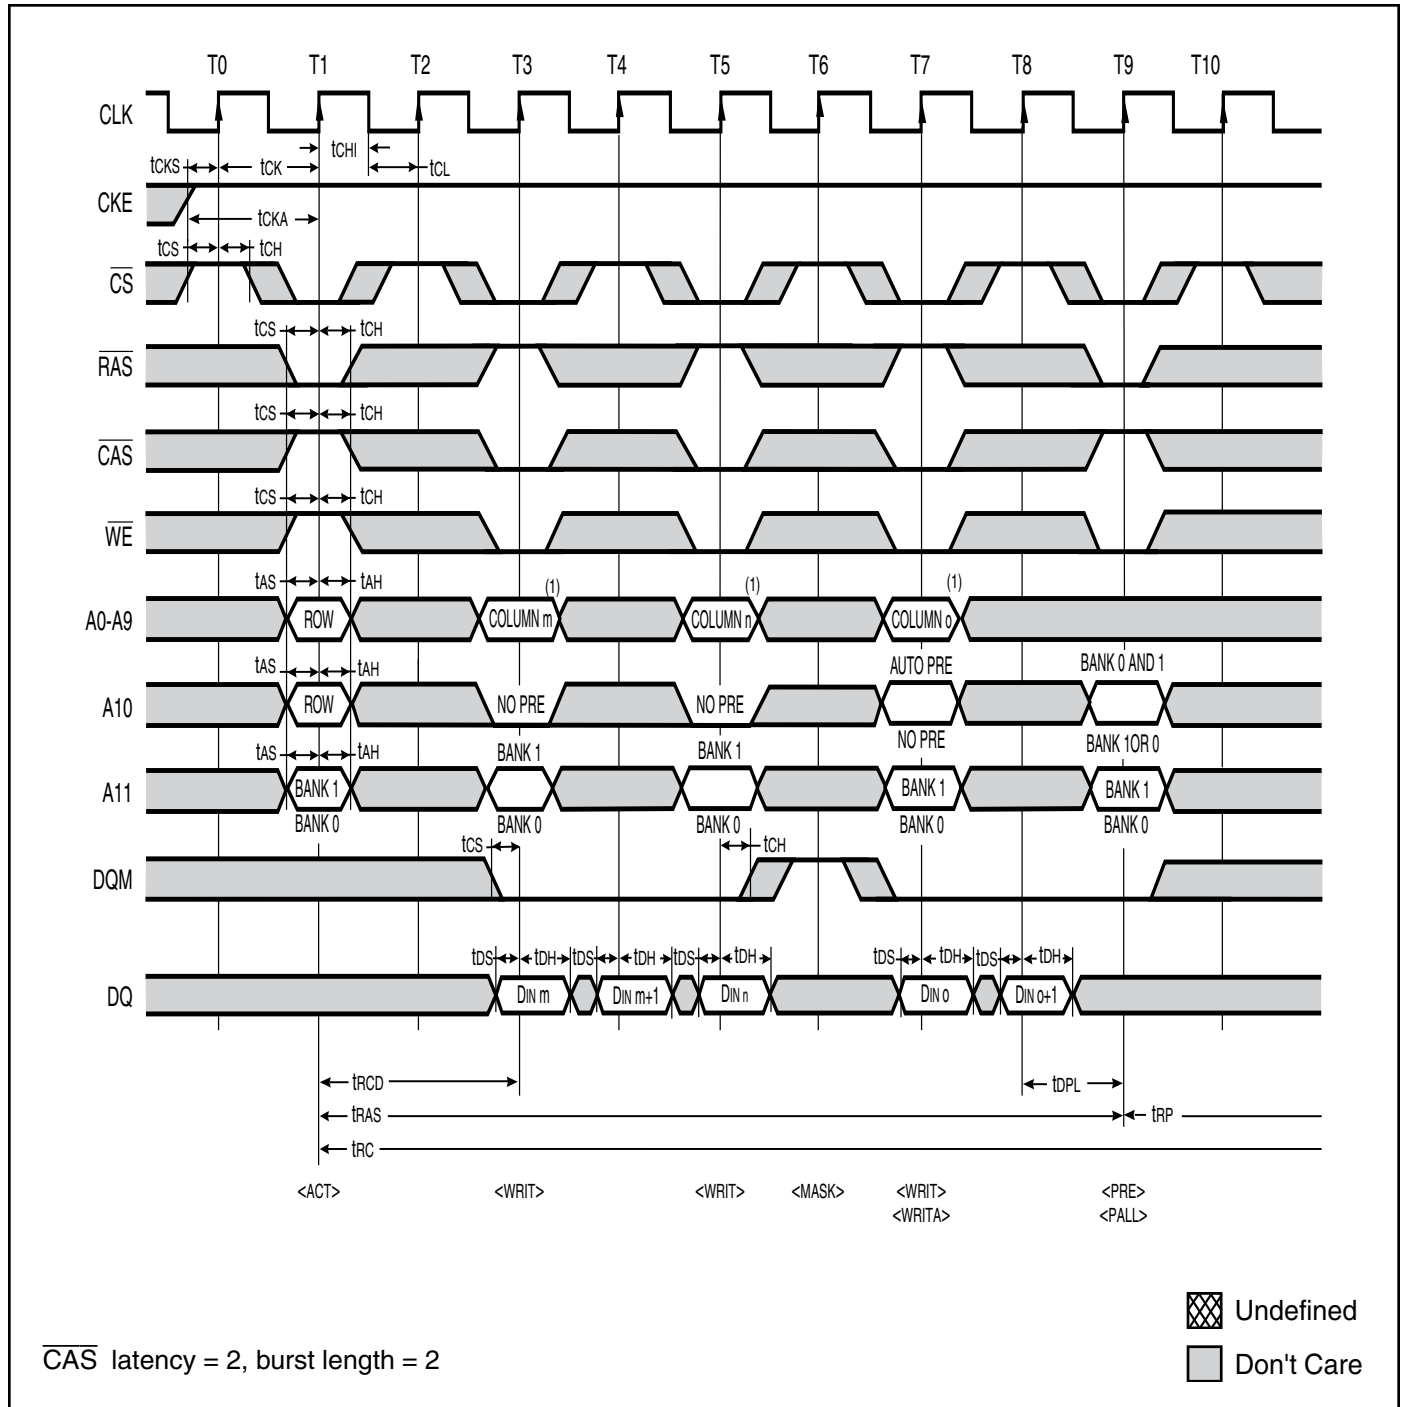 T0 T1 T2 T3 T4 T5 T6 T7 T8 T9 T10
CLK
tCHI
tCKS tCK tCL
CKE
tCKA
tCS tCH
CS
tCS tCH
RAS
tCS tCH
CAS
tCS tCH
WE
tAS tAH (1) (1) (1)
A0-A9 ROW COLUMN m COLUMN n COLUMN o
tAS tAH AUTO PRE BANK 0 AND 1
A10 ROW NO PRE NO PRE
NO PRE BANK 1OR 0
tAS tAH BANK 1 BANK 1
A11 BANK 1 BANK 1 BANK 1
BANK 0 BANK 0 BANK 0 BANK 0 BANK 0
tCS tCH
DQM
tDS tDH tDS tDH tDS tDH tDS tDH tDS tDH
DQ DIN m DIN m+1 DIN n DIN o DIN o+1
tRCD tDPL
tRAS tRP
tRC
<ACT> <WRIT> <WRIT> <MASK> <WRIT> <PRE>
<WRITA> <PALL>
Undefined
CAS latency = 2, burst length = 2
Don't Care